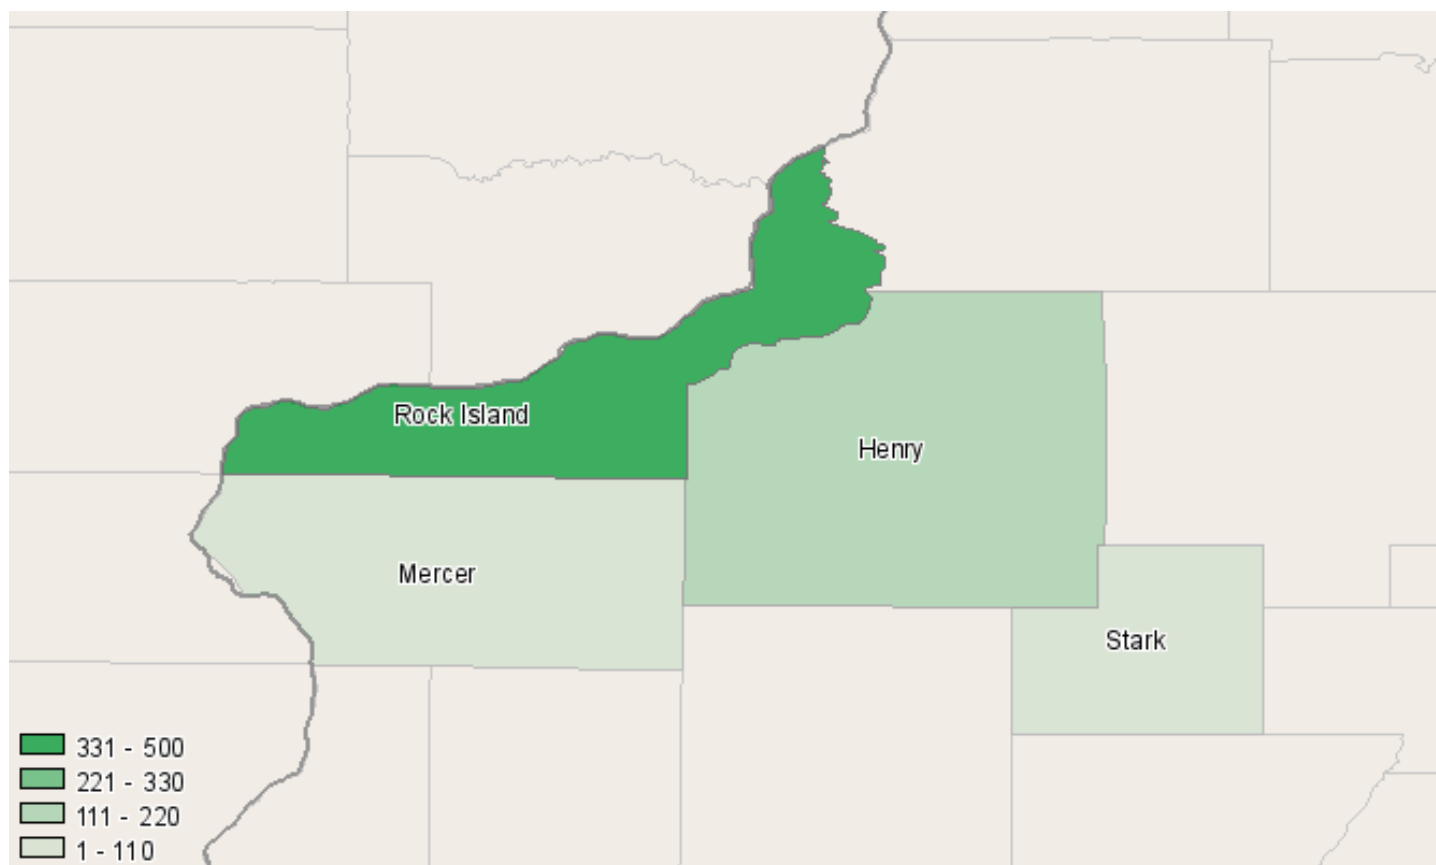 Rock Island
Henry
Mercer
Stark
331 - 500
221 - 330
111 - 220
1 - 110